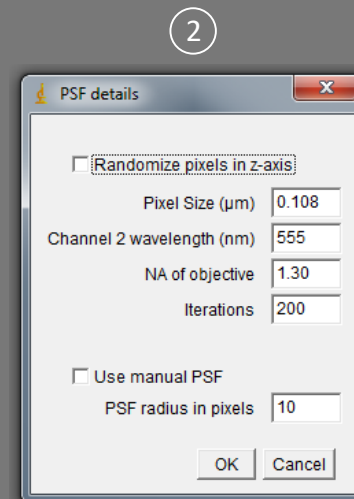 2
PSF details
Randomize pixels in z-axis
Pixel Size (µm) 0.108
Channel 2 wavelength (nm) 555
NA of objective 1.30
Iterations 200
Use manual PSF
PSF radius in pixels 10
OK Cancel